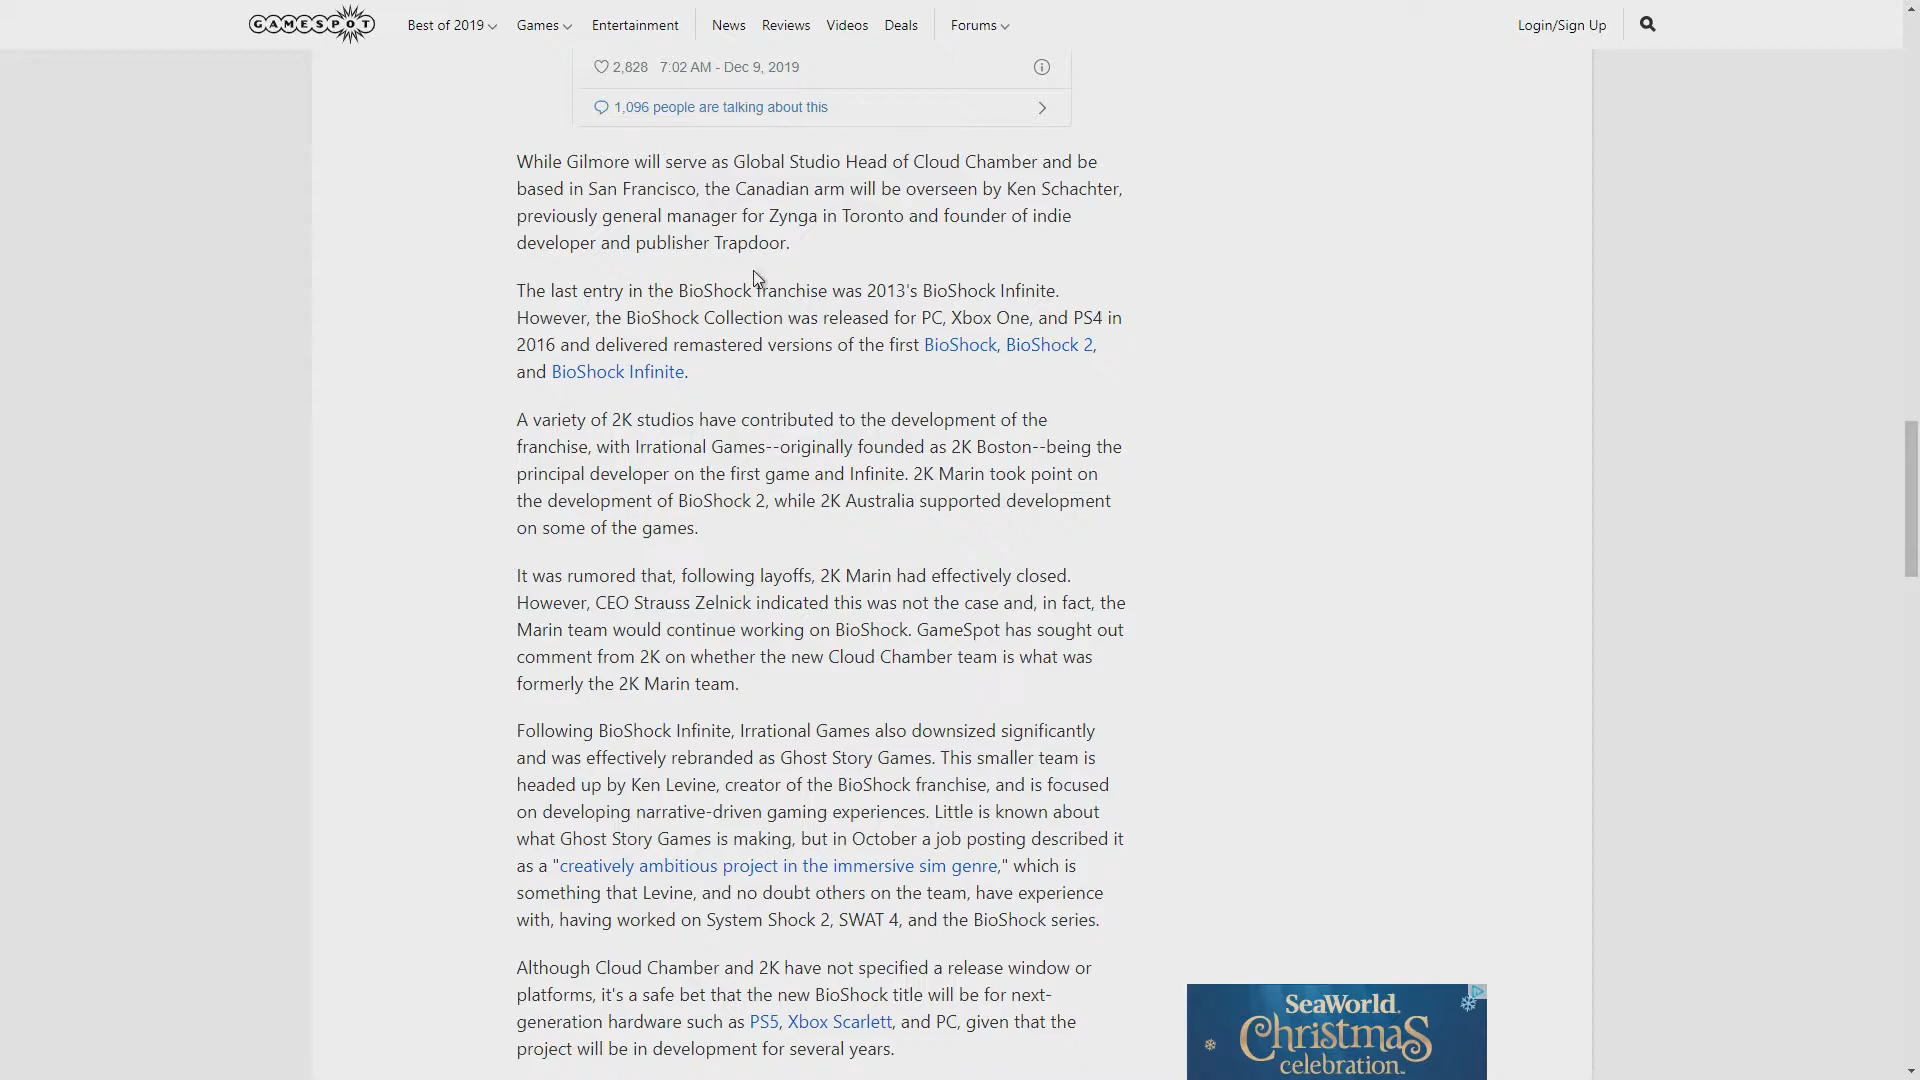 GAMESPOT Best of 2019 Games Entertainment News Reviews Videos Deals Forums Login/Sign Up
2,828 7:02 AM - Dec 9, 2019
1,096 people are talking about this
While Gilmore will serve as Global Studio Head of Cloud Chamber and be
based in San Francisco, the Canadian arm will be overseen by Ken Schachter,
previously general manager for Zynga in Toronto and founder of indie
developer and publisher Trapdoor.
The last entry in the BioShock franchise was 2013's BioShock Infinite.
However, the BioShock Collection was released for PC, Xbox One, and PS4 in
2016 and delivered remastered versions of the first BioShock, BioShock 2,
and BioShock Infinite.
A variety of 2K studios have contributed to the development of the
franchise, with Irrational Games--originally founded as 2K Boston--being the
principal developer on the first game and Infinite. 2K Marin took point on
the development of BioShock 2, while 2K Australia supported development
on some of the games.
It was rumored that, following layoffs, 2K Marin had effectively closed.
However, CEO Strauss Zelnick indicated this was not the case and, in fact, the
Marin team would continue working on BioShock. GameSpot has sought out
comment from 2K on whether the new Cloud Chamber team is what was
formerly the 2K Marin team.
Following BioShock Infinite, Irrational Games also downsized significantly
and was effectively rebranded as Ghost Story Games. This smaller team is
headed up by Ken Levine, creator of the BioShock franchise, and is focused
on developing narrative-driven gaming experiences. Little is known about
what Ghost Story Games is making, but in October a job posting described it
as a "creatively ambitious project in the immersive sim genre," which is
something that Levine, and no doubt others on the team, have experience
with, having worked on System Shock 2, SWAT 4, and the BioShock series.
Although Cloud Chamber and 2K have not specified a release window or
platforms, it's a safe bet that the new BioShock title will be for next-
generation hardware such as PS5, Xbox Scarlett, and PC, given that the
project will be in development for several years.
SeaWorld.
Christmas
celebration.